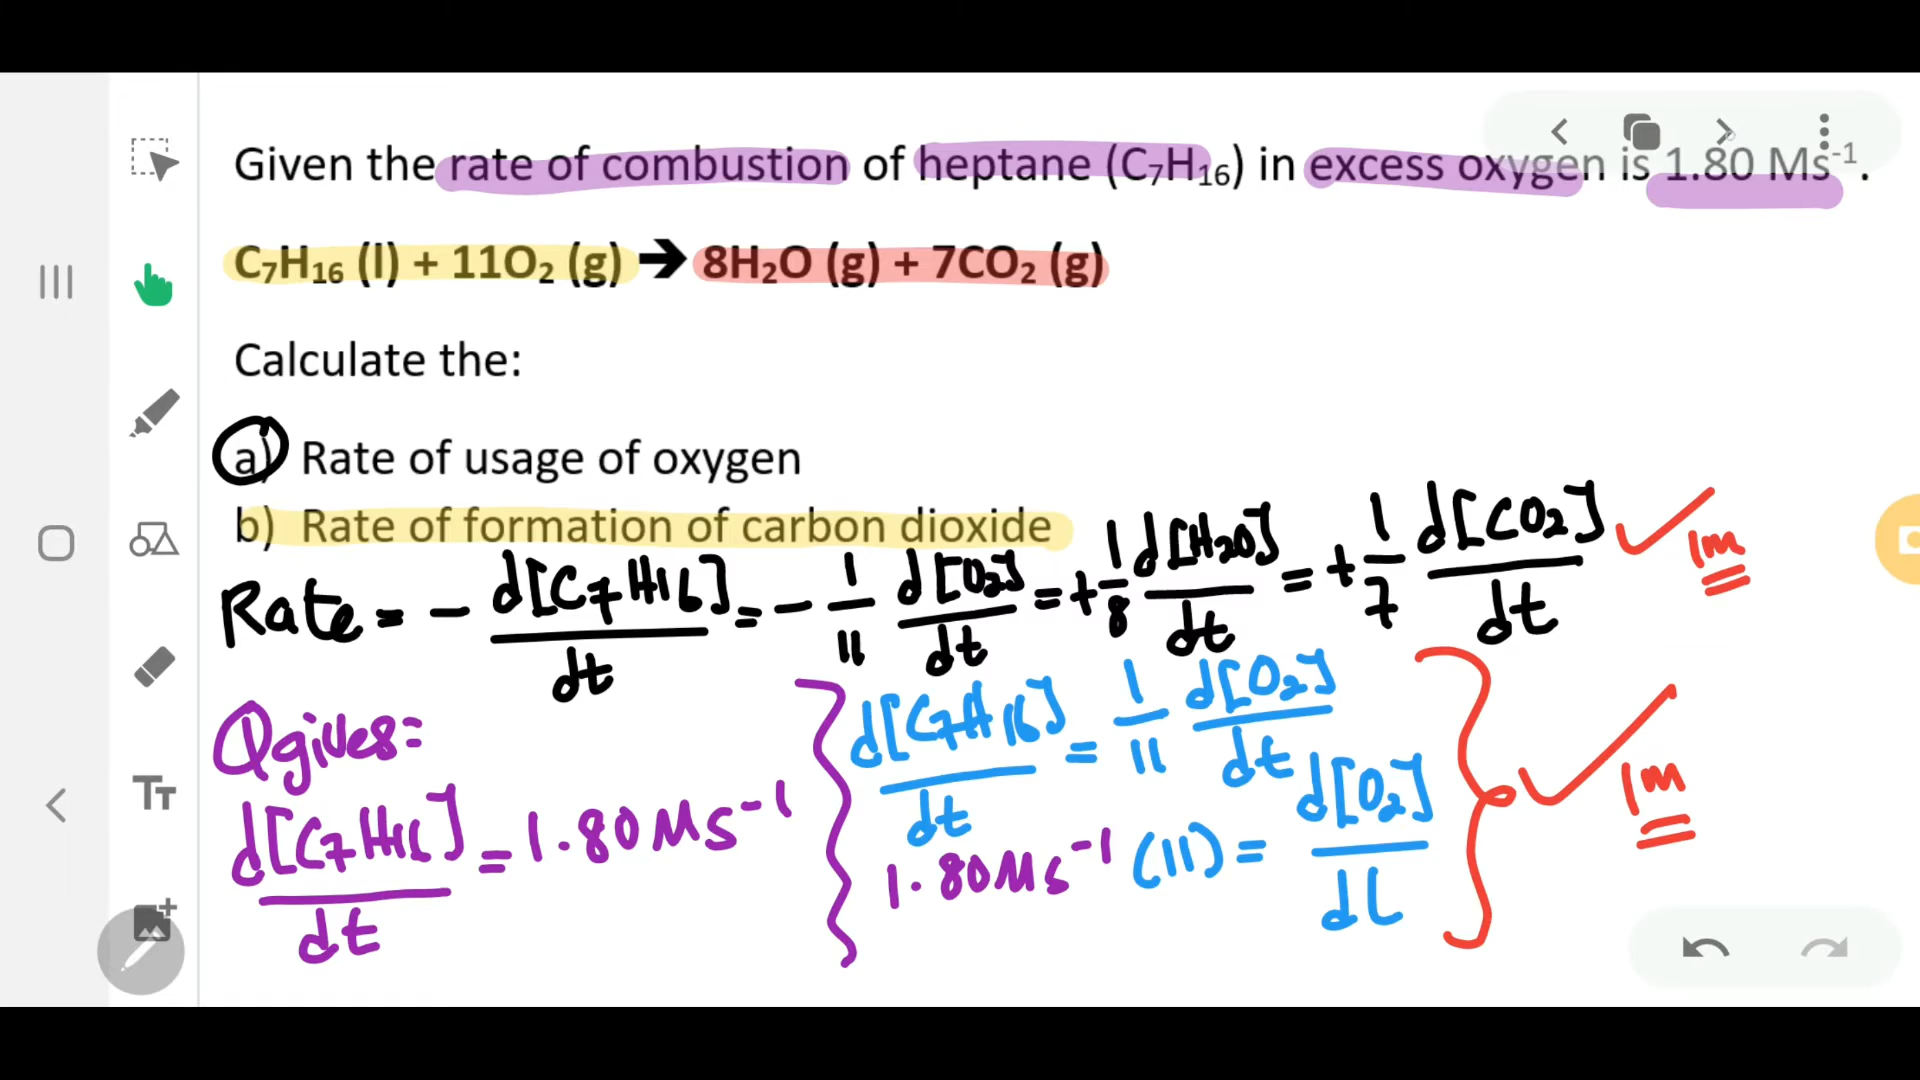 Given the rate of combustion of heptane (C₇H₁₆) in excess oxygen is 1.80 Ms⁻¹.
C₇H₁₆ (l) + 11O₂ (g) ➔ 8H₂O (g) + 7CO₂ (g)
Calculate the:
a) Rate of usage of oxygen
b) Rate of formation of carbon dioxide
Rate = - d[C₇H₁₆]/dt = - 1/11 d[O₂]/dt = + 1/8 d[H₂O]/dt = + 1/7 d[CO₂]/dt 1m
Qgives:
d[C₇H₁₆]/dt = 1.80 Ms⁻¹
d[C₇H₁₆]/dt = 1/11 d[O₂]/dt
1.80 Ms⁻¹ (11) = d[O₂]/dt
1m
TT